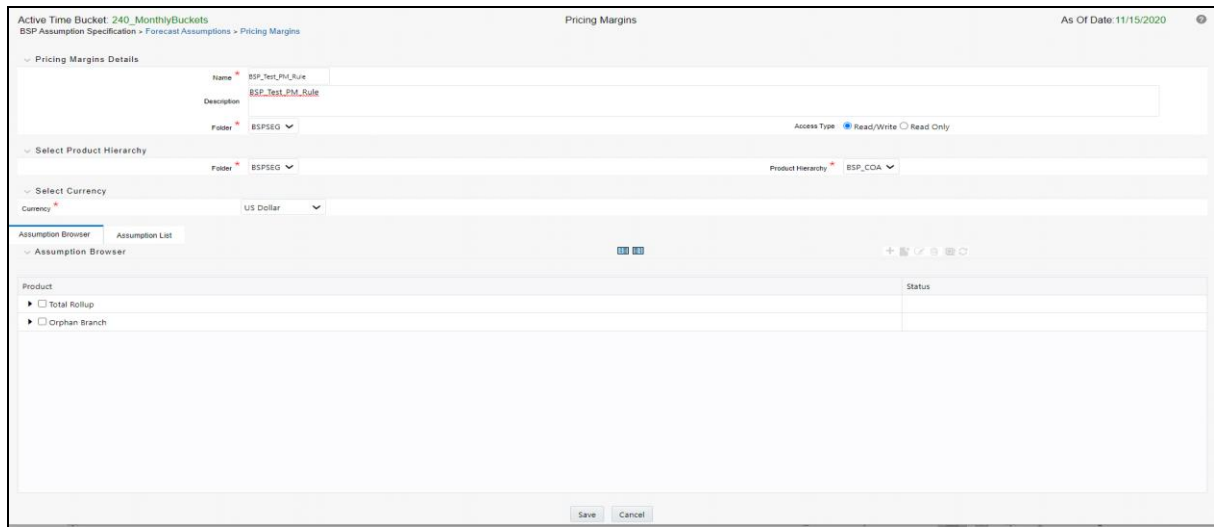 Active Time Bucket: 240_MonthlyBuckets Pricing Margins As Of Date:11/15/2020
BSP Assumption Specification > Forecast Assumptions > Pricing Margins
Pricing Margins Details
Name * BSP_Test_PM_Rule
Description BSP_Test_PM_Rule
Folder * BSPSEG Access Type Read/Write Read Only
Select Product Hierarchy
Folder * BSPSEG Product Hierarchy * BSP_COA
Select Currency
Currency * US Dollar
Assumption Browser Assumption List
Assumption Browser
Product Status
Total Rollup
Orphan Branch
Save Cancel